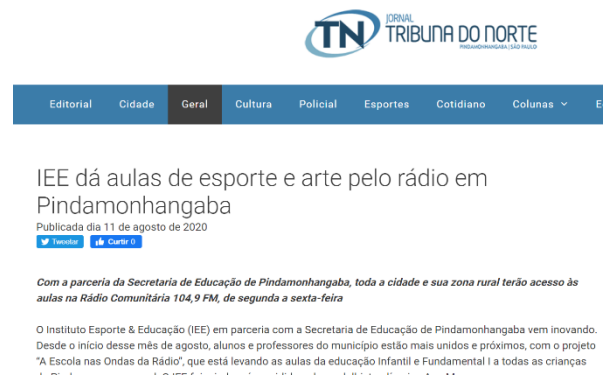 JORNAL
TN TRIBUNA DO NORTE
PINDAMONHANGABA | SÃO PAULO
Editorial Cidade Geral Cultura Policial Esportes Cotidiano Colunas
IEE dá aulas de esporte e arte pelo rádio em
Pindamonhangaba
Publicada dia 11 de agosto de 2020
Tweetar Curtir 0
Com a parceria da Secretaria de Educação de Pindamonhangaba, toda a cidade e sua zona rural terão acesso às
aulas na Rádio Comunitária 104,9 FM, de segunda a sexta-feira
O Instituto Esporte & Educação (IEE) em parceria com a Secretaria de Educação de Pindamonhangaba vem inovando.
Desde o início desse mês de agosto, alunos e professores do município estão mais unidos e próximos, com o projeto
“A Escola nas Ondas da Rádio”, que está levando as aulas da educação Infantil e Fundamental I a todas as crianças